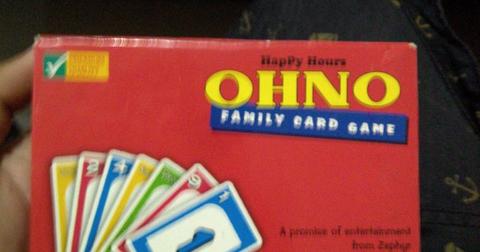 HapPy Hours
OHNO
FAMILY CARD GAME
A promise of entertainment
from Zephyr